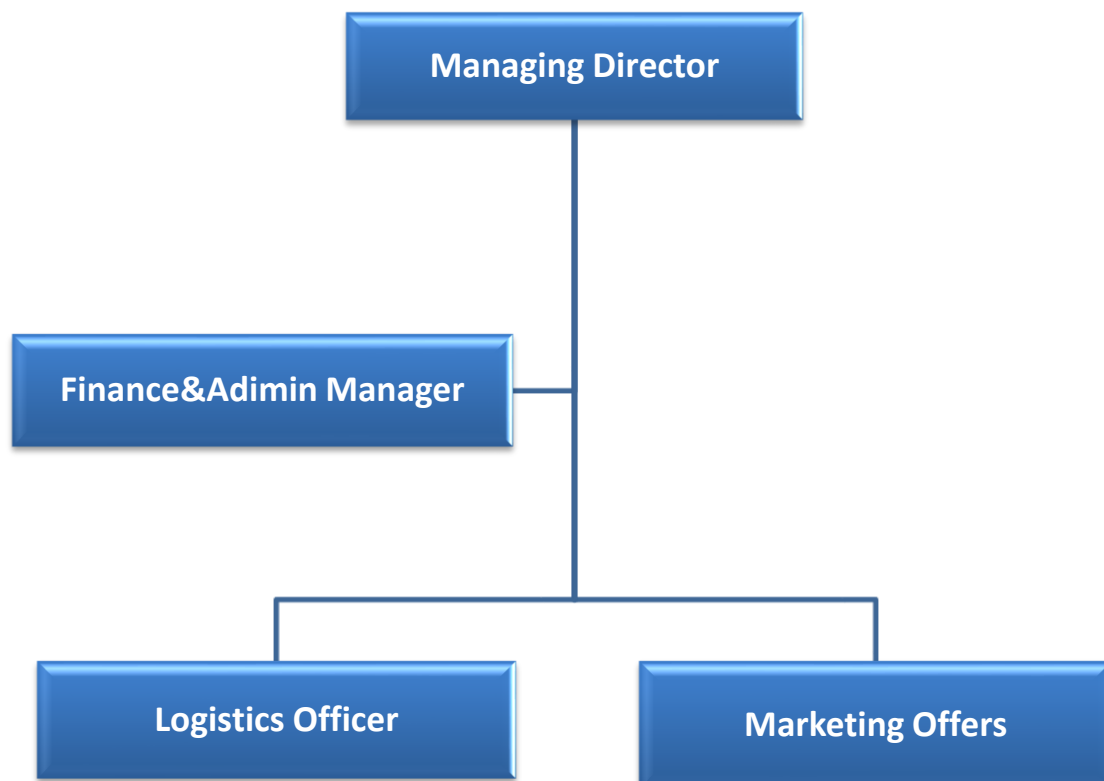 Managing Director
Finance&Adimin Manager
Logistics Officer
Marketing Offers